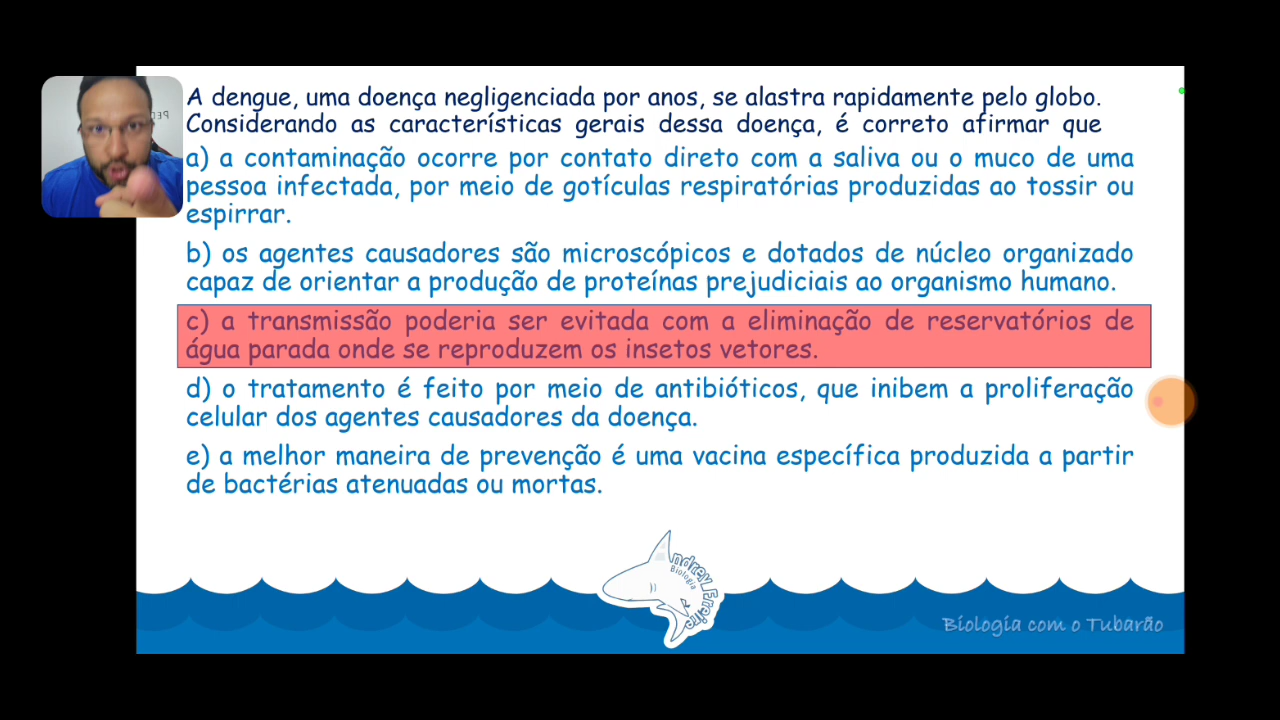 A dengue, uma doença negligenciada por anos, se alastra rapidamente pelo globo.
Considerando as características gerais dessa doença, é correto afirmar que
a) a contaminação ocorre por contato direto com a saliva ou o muco de uma
pessoa infectada, por meio de gotículas respiratórias produzidas ao tossir ou
espirrar.
b) os agentes causadores são microscópicos e dotados de núcleo organizado
capaz de orientar a produção de proteínas prejudiciais ao organismo humano.
c) a transmissão poderia ser evitada com a eliminação de reservatórios de
água parada onde se reproduzem os insetos vetores.
d) o tratamento é feito por meio de antibióticos, que inibem a proliferação
celular dos agentes causadores da doença.
e) a melhor maneira de prevenção é uma vacina específica produzida a partir
de bactérias atenuadas ou mortas.
Biologia
Biologia com o Tubarão